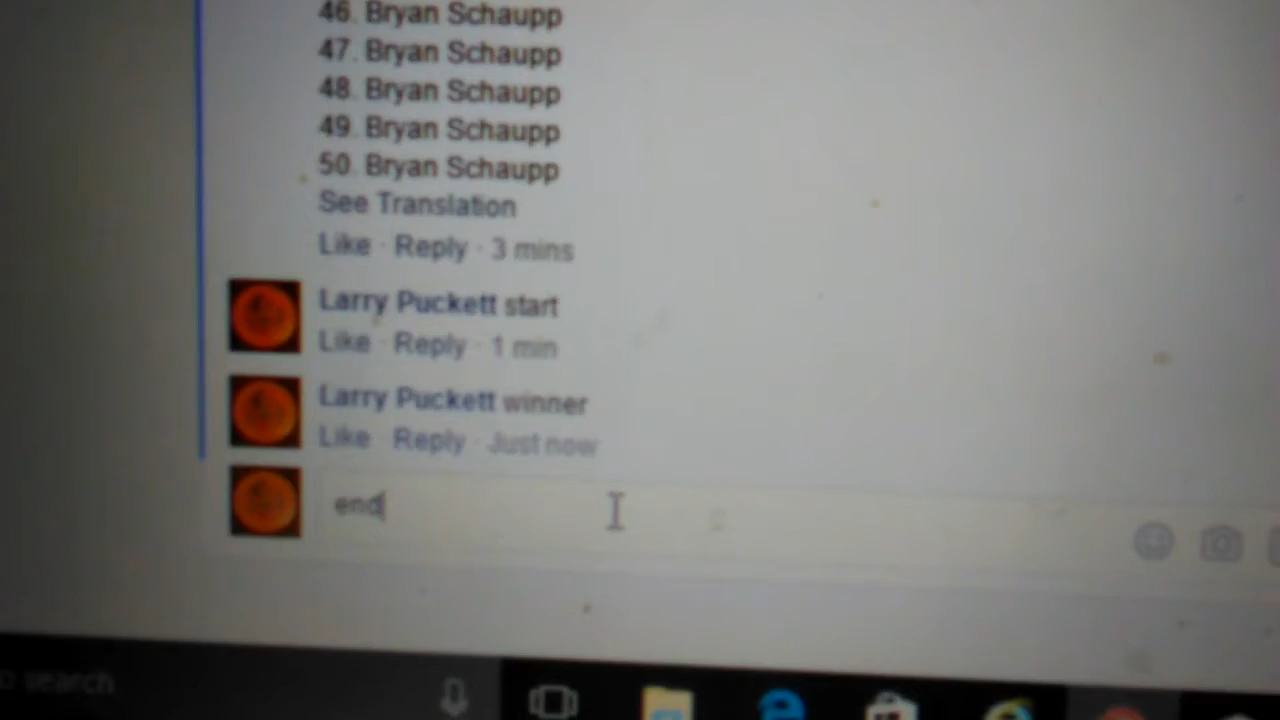 46. Bryan Schaupp
47. Bryan Schaupp
48. Bryan Schaupp
49. Bryan Schaupp
50. Bryan Schaupp
See Translation
Like · Reply · 3 mins
Larry Puckett start
Like · Reply · 1 min
Larry Puckett winner
Like · Reply · Just now
end
search